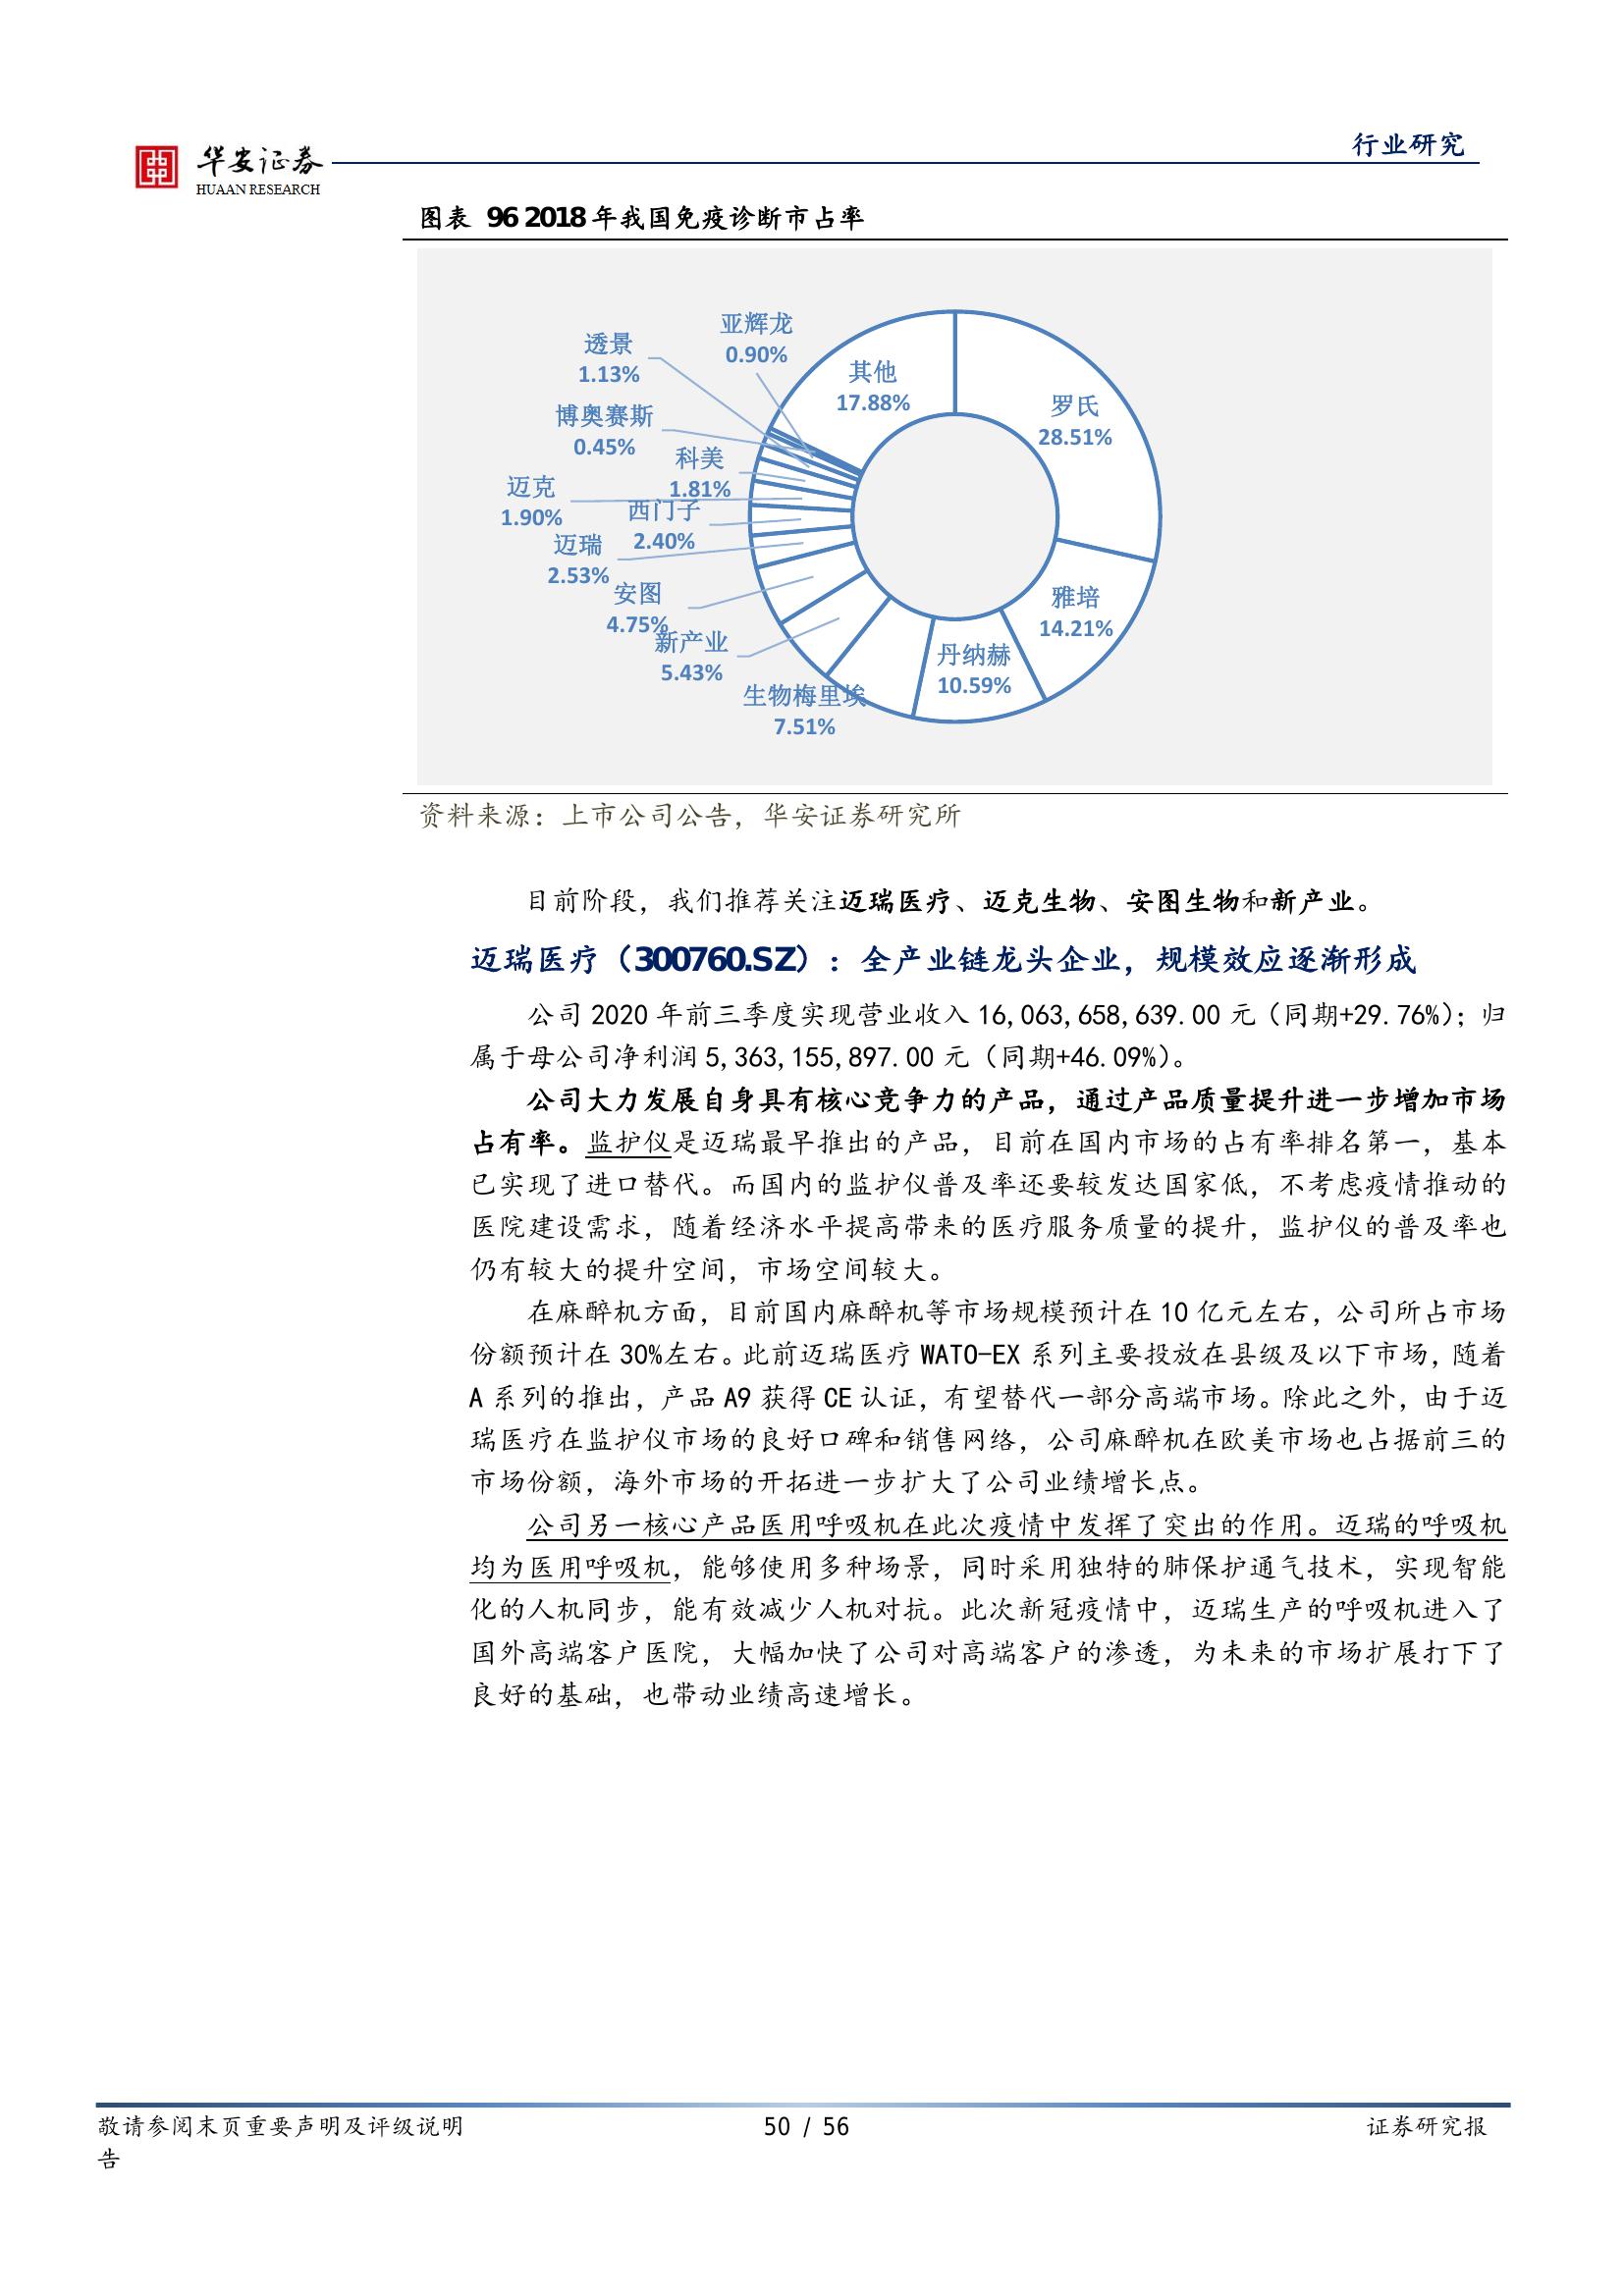 华安证券
HUAAN RESEARCH
行业研究
图表 96 2018 年我国免疫诊断市占率
亚辉龙
0.90%
透景
1.13%
其他
17.88%
罗氏
28.51%
博奥赛斯
0.45%
科美
1.81%
迈克
1.90%
西门子
2.40%
迈瑞
2.53%
安图
4.75%
雅培
14.21%
新产业
5.43%
丹纳赫
10.59%
生物梅里埃
7.51%
资料来源：上市公司公告，华安证券研究所
目前阶段，我们推荐关注迈瑞医疗、迈克生物、安图生物和新产业。
迈瑞医疗（300760.SZ）：全产业链龙头企业，规模效应逐渐形成
公司 2020 年前三季度实现营业收入 16,063,658,639.00 元（同期+29.76%）；归
属于母公司净利润 5,363,155,897.00 元（同期+46.09%）。
公司大力发展自身具有核心竞争力的产品，通过产品质量提升进一步增加市场
占有率。监护仪是迈瑞最早推出的产品，目前在国内市场的占有率排名第一，基本
已实现了进口替代。而国内的监护仪普及率还要较发达国家低，不考虑疫情推动的
医院建设需求，随着经济水平提高带来的医疗服务质量的提升，监护仪的普及率也
仍有较大的提升空间，市场空间较大。
在麻醉机方面，目前国内麻醉机等市场规模预计在 10 亿元左右，公司所占市场
份额预计在 30%左右。此前迈瑞医疗 WATO-EX 系列主要投放在县级及以下市场，随着
A 系列的推出，产品 A9 获得 CE 认证，有望替代一部分高端市场。除此之外，由于迈
瑞医疗在监护仪市场的良好口碑和销售网络，公司麻醉机在欧美市场也占据前三的
市场份额，海外市场的开拓进一步扩大了公司业绩增长点。
公司另一核心产品医用呼吸机在此次疫情中发挥了突出的作用。迈瑞的呼吸机
均为医用呼吸机，能够使用多种场景，同时采用独特的肺保护通气技术，实现智能
化的人机同步，能有效减少人机对抗。此次新冠疫情中，迈瑞生产的呼吸机进入了
国外高端客户医院，大幅加快了公司对高端客户的渗透，为未来的市场扩展打下了
良好的基础，也带动业绩高速增长。
敬请参阅末页重要声明及评级说明 50 / 56 证券研究报
告